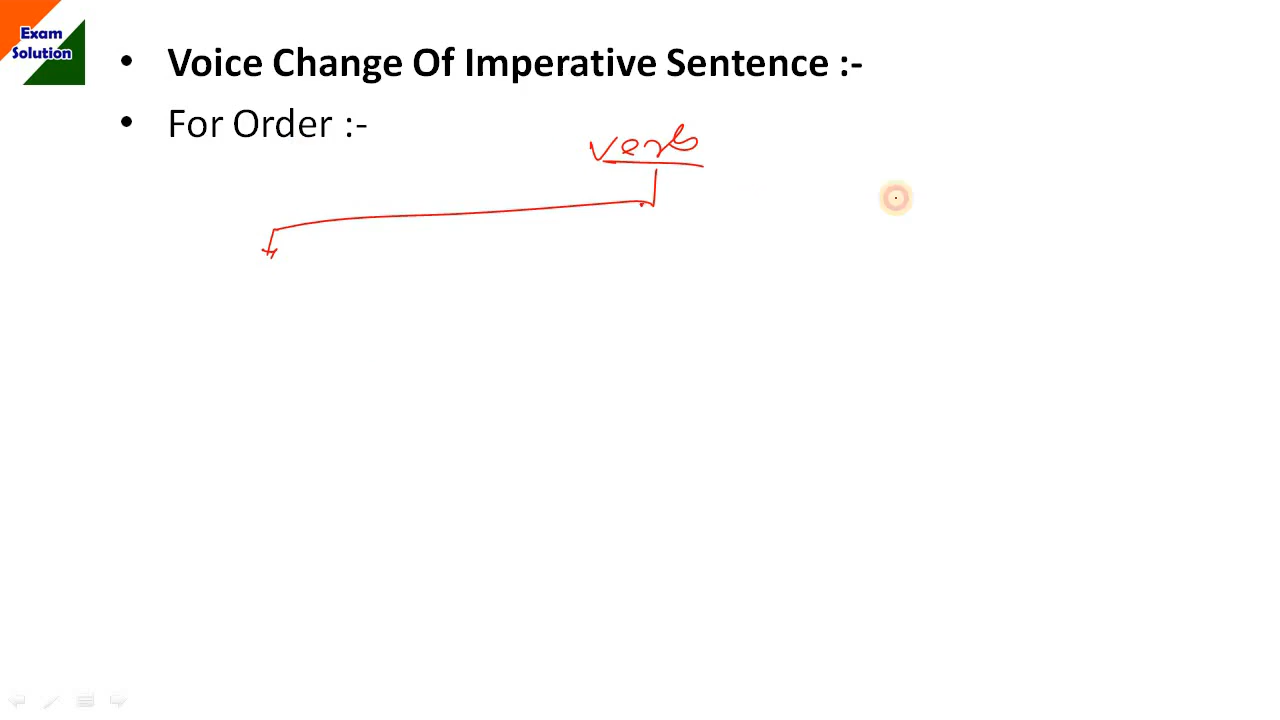 Exam
Solution
• Voice Change Of Imperative Sentence :-
• For Order :-
verb